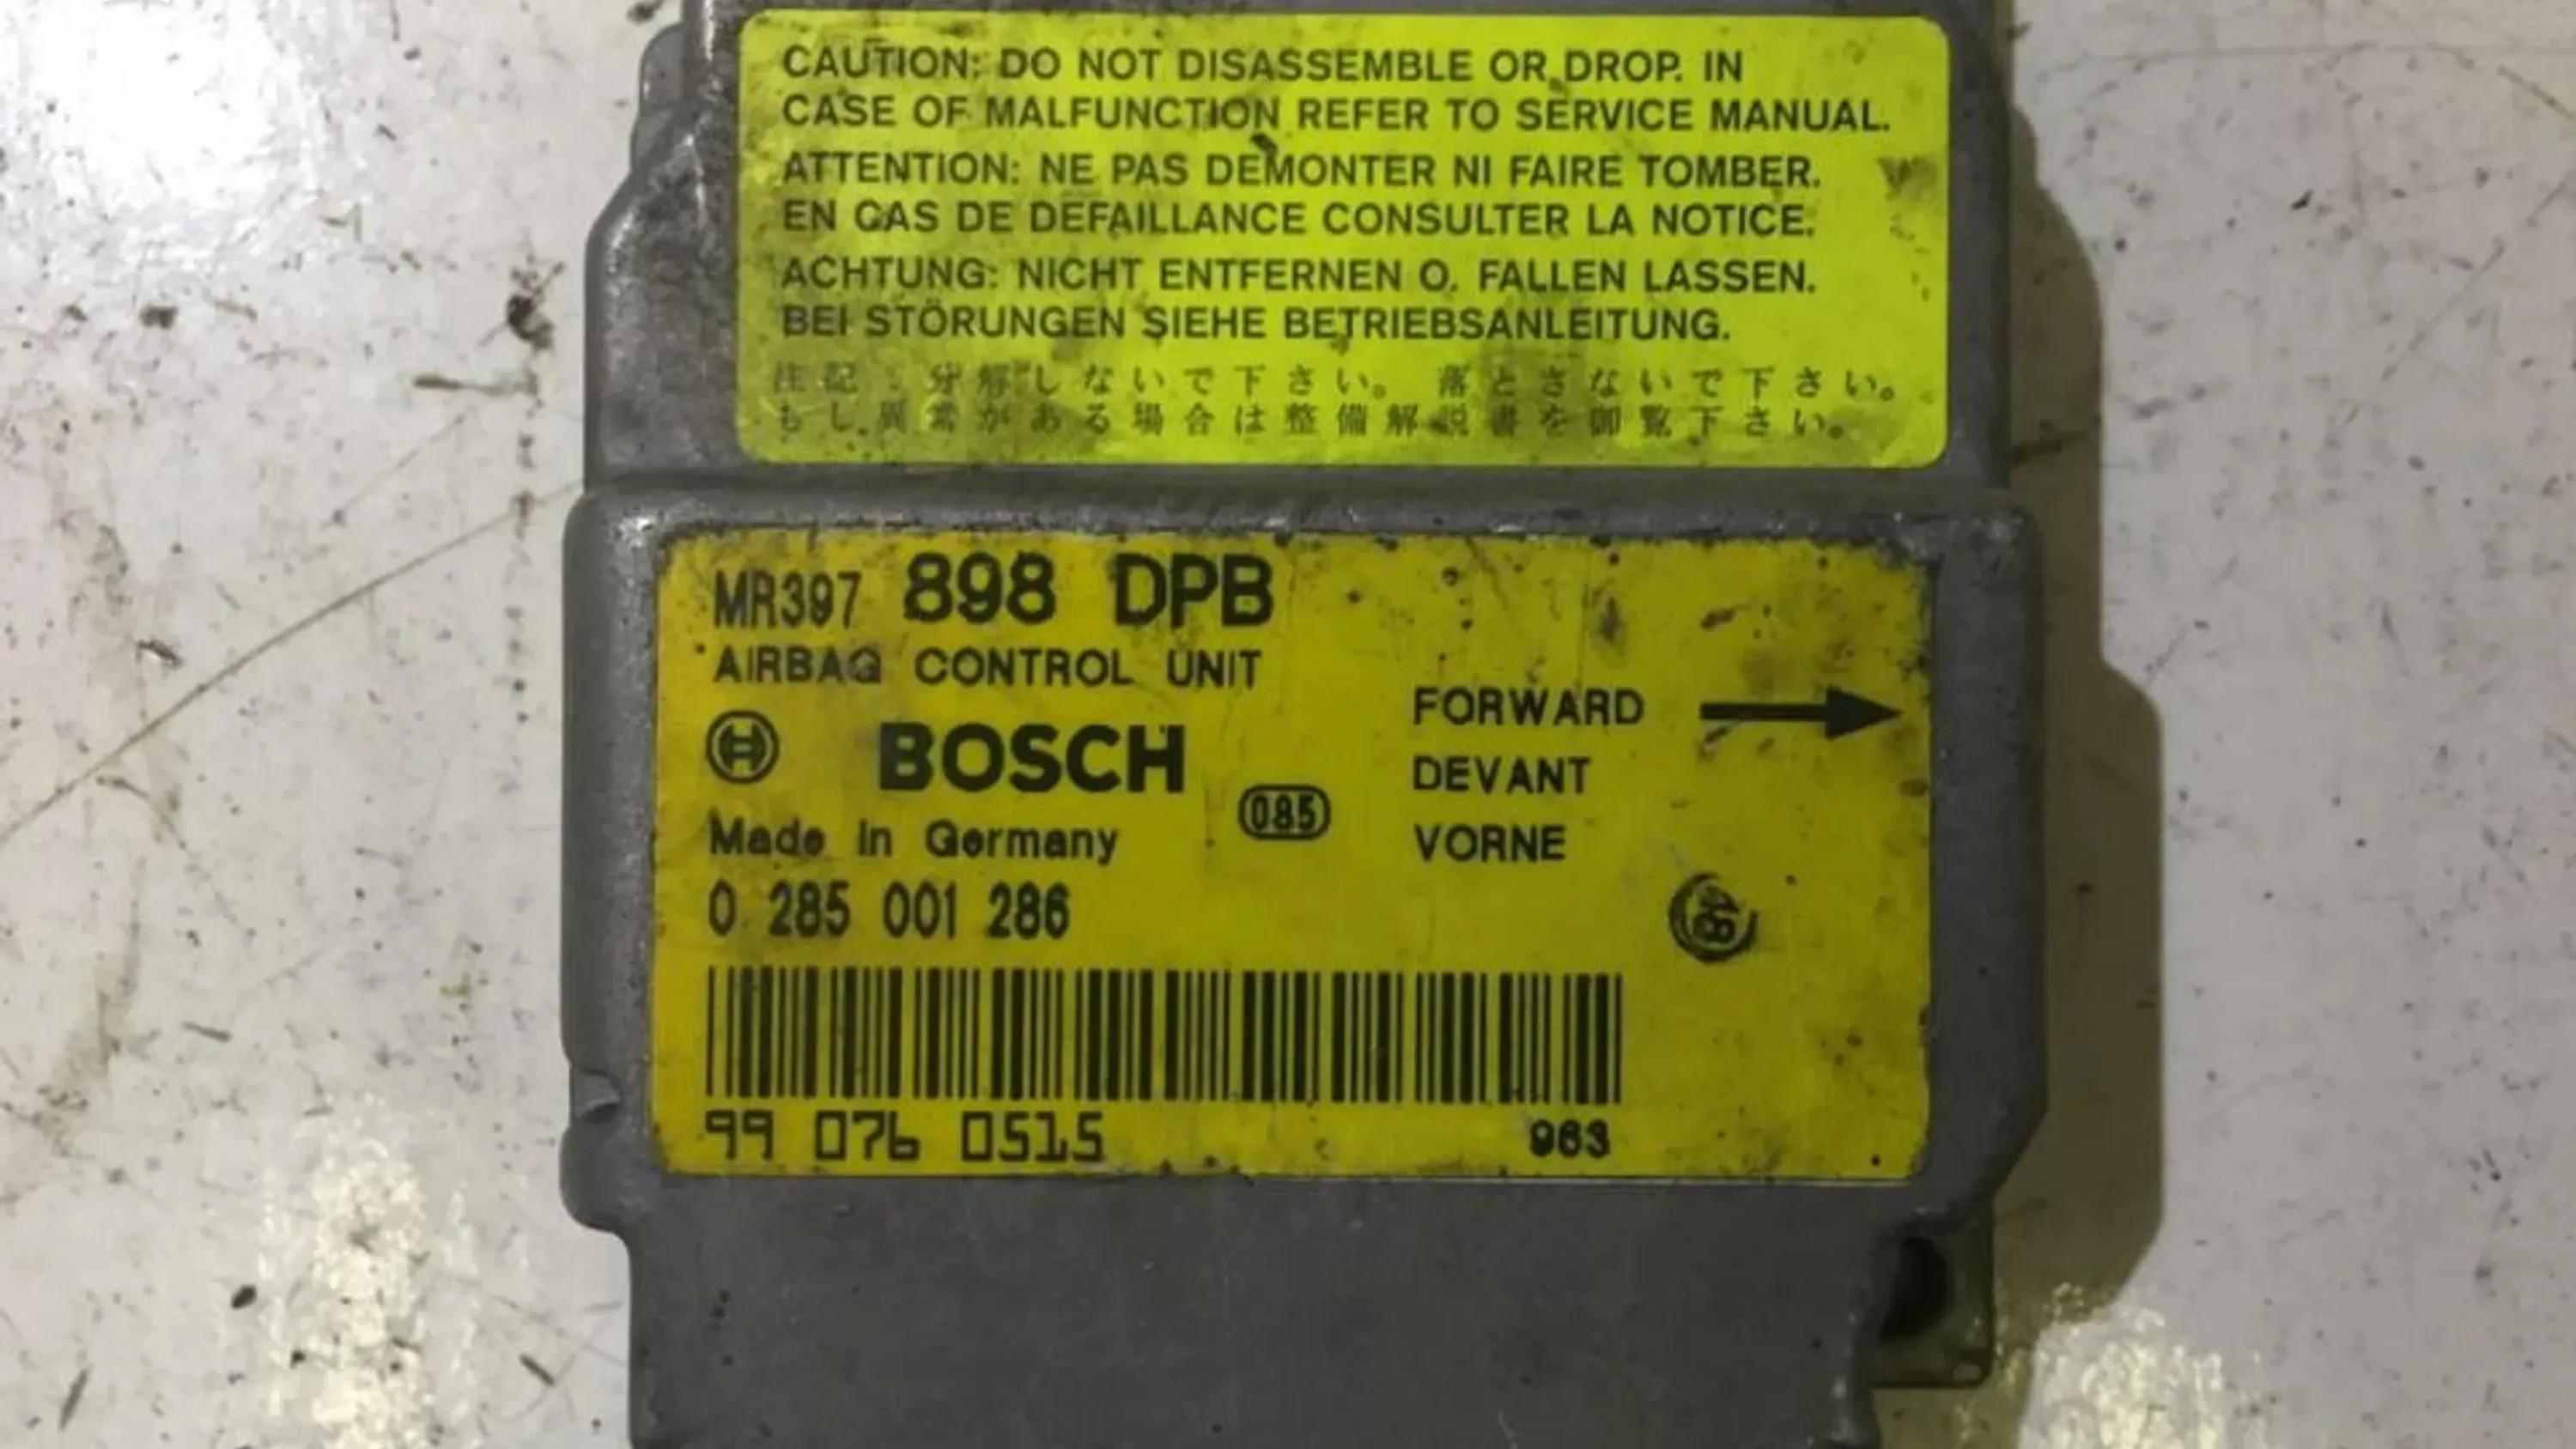 CAUTION: DO NOT DISASSEMBLE OR DROP. IN
CASE OF MALFUNCTION REFER TO SERVICE MANUAL.
ATTENTION: NE PAS DEMONTER NI FAIRE TOMBER.
EN CAS DE DEFAILLANCE CONSULTER LA NOTICE.
ACHTUNG: NICHT ENTFERNEN O. FALLEN LASSEN.
BEI STÖRUNGEN SIEHE BETRIEBSANLEITUNG.
注記:分解しないで下さい。落とさないで下さい。
もし異常がある場合は整備解説書を御覧下さい。
MR397 898 DPB
AIRBAG CONTROL UNIT
BOSCH
FORWARD
DEVANT
VORNE
Made in Germany
085
0 285 001 286
99 076 0515
963